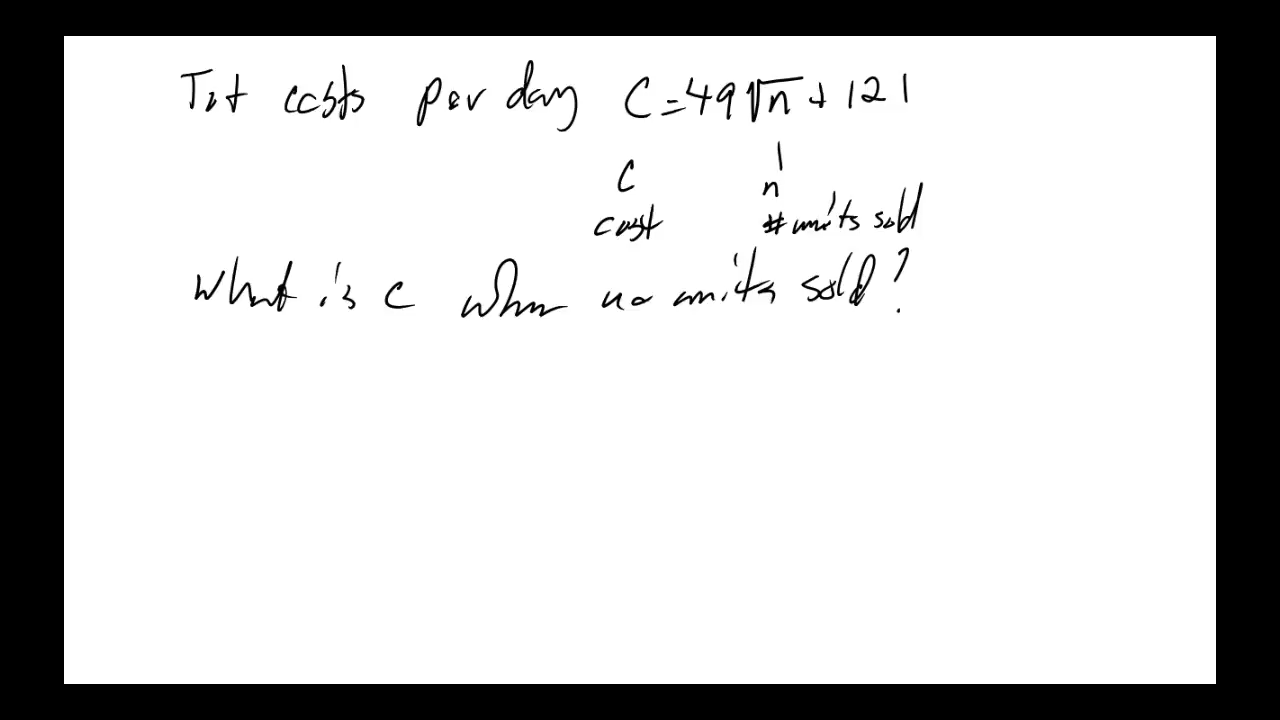 Tot costs per day C=49√n+121
C n
cost # units sold
What is C when no units sold?